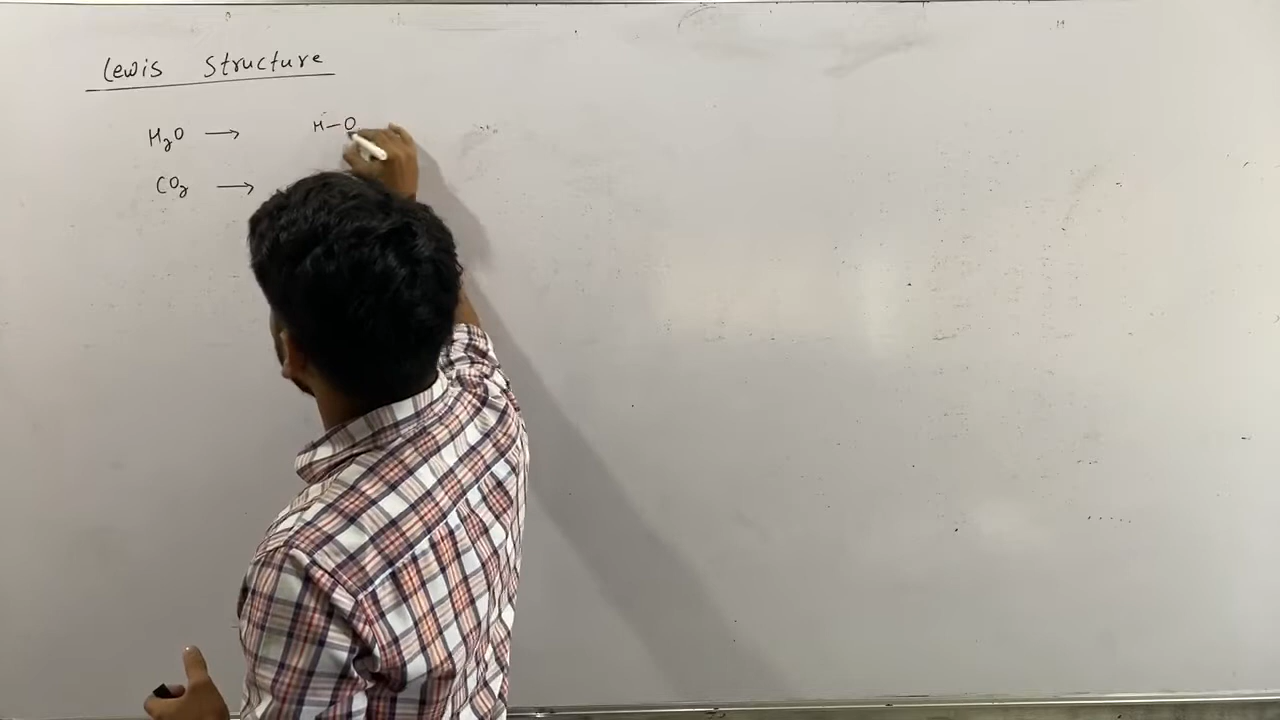 Lewis Structure
H₂O → H-O
CO₂ →